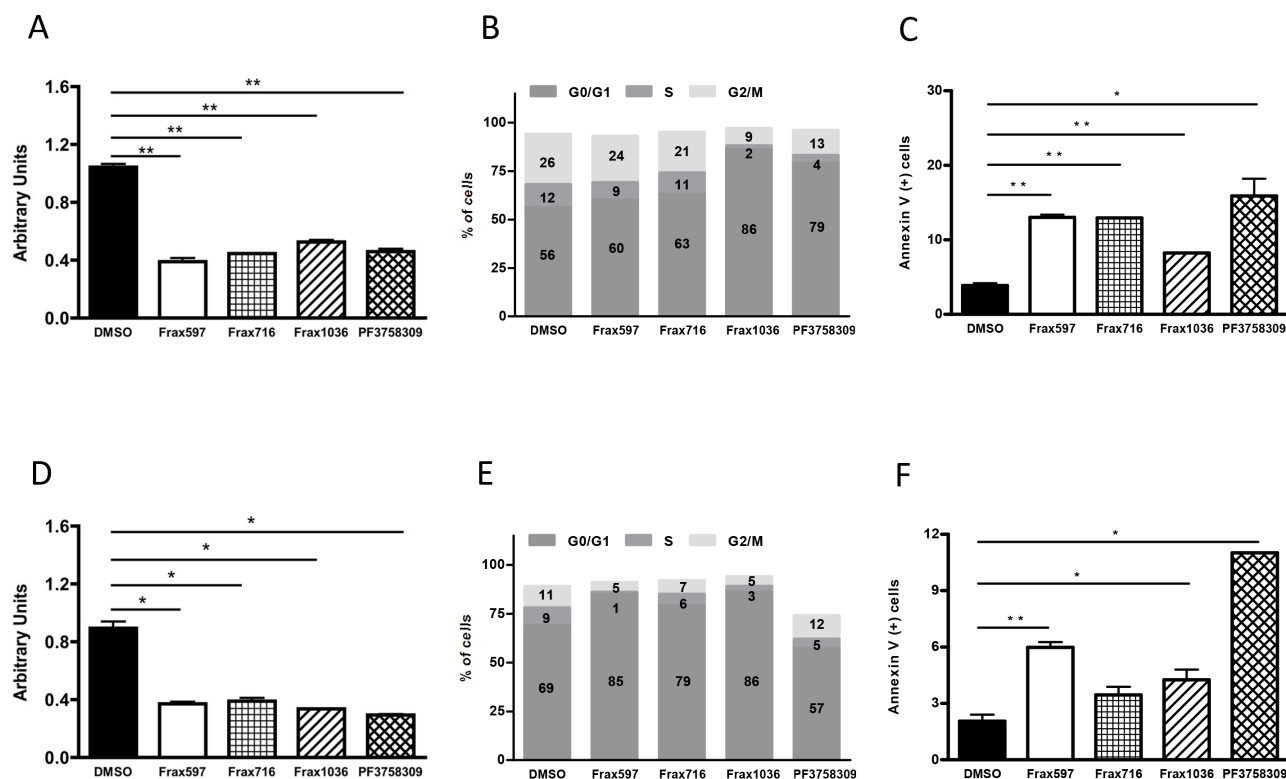 A
Arbitrary Units
1.6
1.2
0.8
0.4
0.0
**
**
**
**
DMSO Frax597 Frax716 Frax1036 PF3758309
B
G0/G1 S G2/M
% of cells
100
75
50
25
0
26 24 21 9 13
12 9 11 2 4
56 60 63 86 79
DMSO Frax597 Frax716 Frax1036 PF3758309
C
Annexin V (+) cells
30
20
10
0
*
* *
* *
* *
DMSO Frax597 Frax716 Frax1036 PF3758309
D
Arbitrary Units
1.6
1.2
0.8
0.4
0.0
*
*
*
*
DMSO Frax597 Frax716 Frax1036 PF3758309
E
G0/G1 S G2/M
% of cells
100
75
50
25
0
11 5 7 5 12
9 1 6 3 5
69 85 79 86 57
DMSO Frax597 Frax716 Frax1036 PF3758309
F
Annexin V (+) cells
12
9
6
3
0
*
*
* *
DMSO Frax597 Frax716 Frax1036 PF3758309